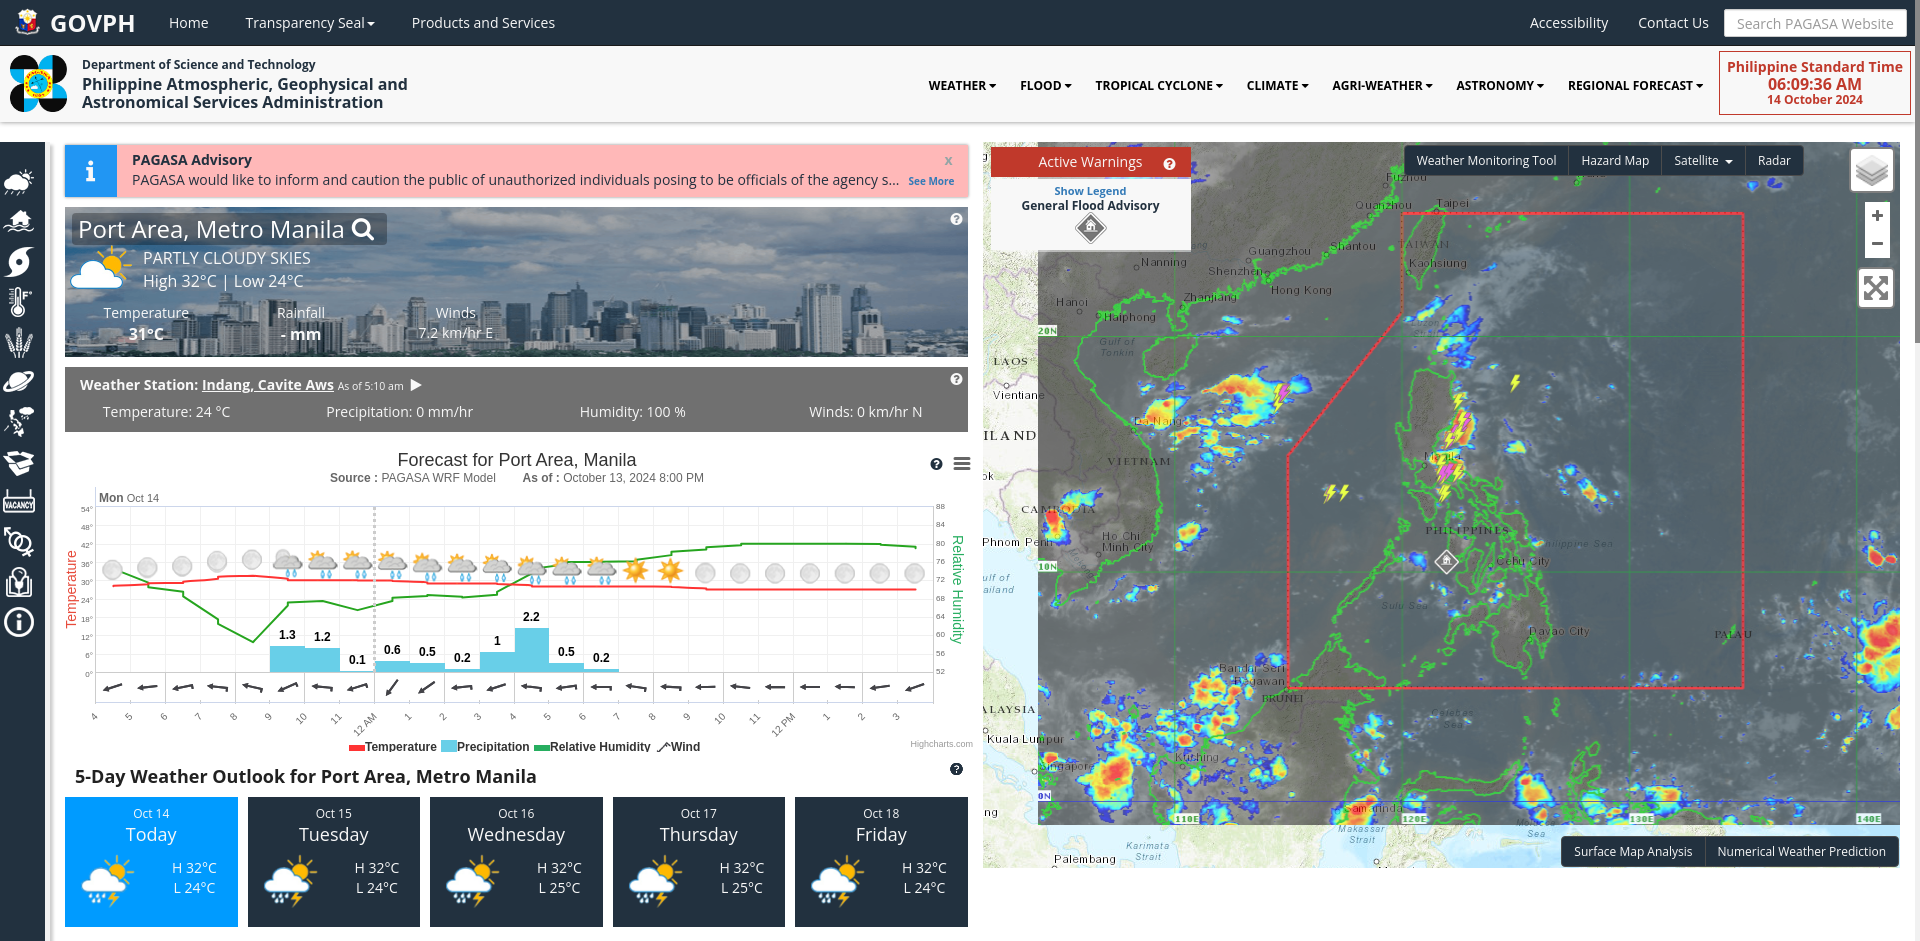 GOVPH
Home
Transparency Seal
Products and Services
Accessibility
Contact Us
Search PAGASA Website
Department of Science and Technology
Philippine Atmospheric, Geophysical and
Astronomical Services Administration
WEATHER
FLOOD
TROPICAL CYCLONE
CLIMATE
AGRI-WEATHER
ASTRONOMY
REGIONAL FORECAST
Philippine Standard Time
06:09:36 AM
14 October 2024
VACANCY
PAGASA Advisory
x
PAGASA would like to inform and caution the public of unauthorized individuals posing to be officials of the agency s... See More
Port Area, Metro Manila
PARTLY CLOUDY SKIES
High 32°C | Low 24°C
Temperature Rainfall Winds
31°C - mm 7.2 km/hr E
Weather Station: Indang, Cavite Aws As of 5:10 am
Temperature: 24 °C Precipitation: 0 mm/hr Humidity: 100 % Winds: 0 km/hr N
Forecast for Port Area, Manila
Source : PAGASA WRF Model As of : October 13, 2024 8:00 PM
Mon Oct 14
54° 88
48° 84
42° 80
36° 76
30° 72
24° 68
18° 64
12° 60
6° 56
0° 52
Temperature
Relative Humidity
1.3 1.2 0.1 0.6 0.5 0.2 1 2.2 0.5 0.2
4 5 6 7 8 9 10 11 12 AM 1 2 3 4 5 6 7 8 9 10 11 12 PM 1 2 3
Temperature Precipitation Relative Humidity Wind
Highcharts.com
5-Day Weather Outlook for Port Area, Metro Manila
Oct 14
Today
H 32°C
L 24°C
Oct 15
Tuesday
H 32°C
L 24°C
Oct 16
Wednesday
H 32°C
L 25°C
Oct 17
Thursday
H 32°C
L 25°C
Oct 18
Friday
H 32°C
L 24°C
Active Warnings
Show Legend
General Flood Advisory
Weather Monitoring Tool
Hazard Map
Satellite
Radar
+
−
Fuzhou
Quanzhou
Taipei
TAIWAN
Kaohsiung
Shantou
Guangzhou
Shenzhen
Hong Kong
Nanning
Zhanjiang
Hanoi
Haiphong
Gulf of
Tonkin
20N
LAOS
Vientiane
Da Nang
ILAND
VIETNAM
Manila
ok
CAMBODIA
Phnom Penh
Ho Chi
Minh City
PHILIPPINES
Philippine Sea
Cebu City
10N
ulf of
ailand
Sulu Sea
Davao City
PALAU
Bandar Seri
Begawan
BRUNEI
ALAYSIA
Celebes
Sea
Kuala Lumpur
Kuching
Singapore
0N
Samarinda
ng
110E
120E
130E
140E
Makassar
Strait
Molucca
Sea
Karimata
Strait
Palembang
Surface Map Analysis
Numerical Weather Prediction